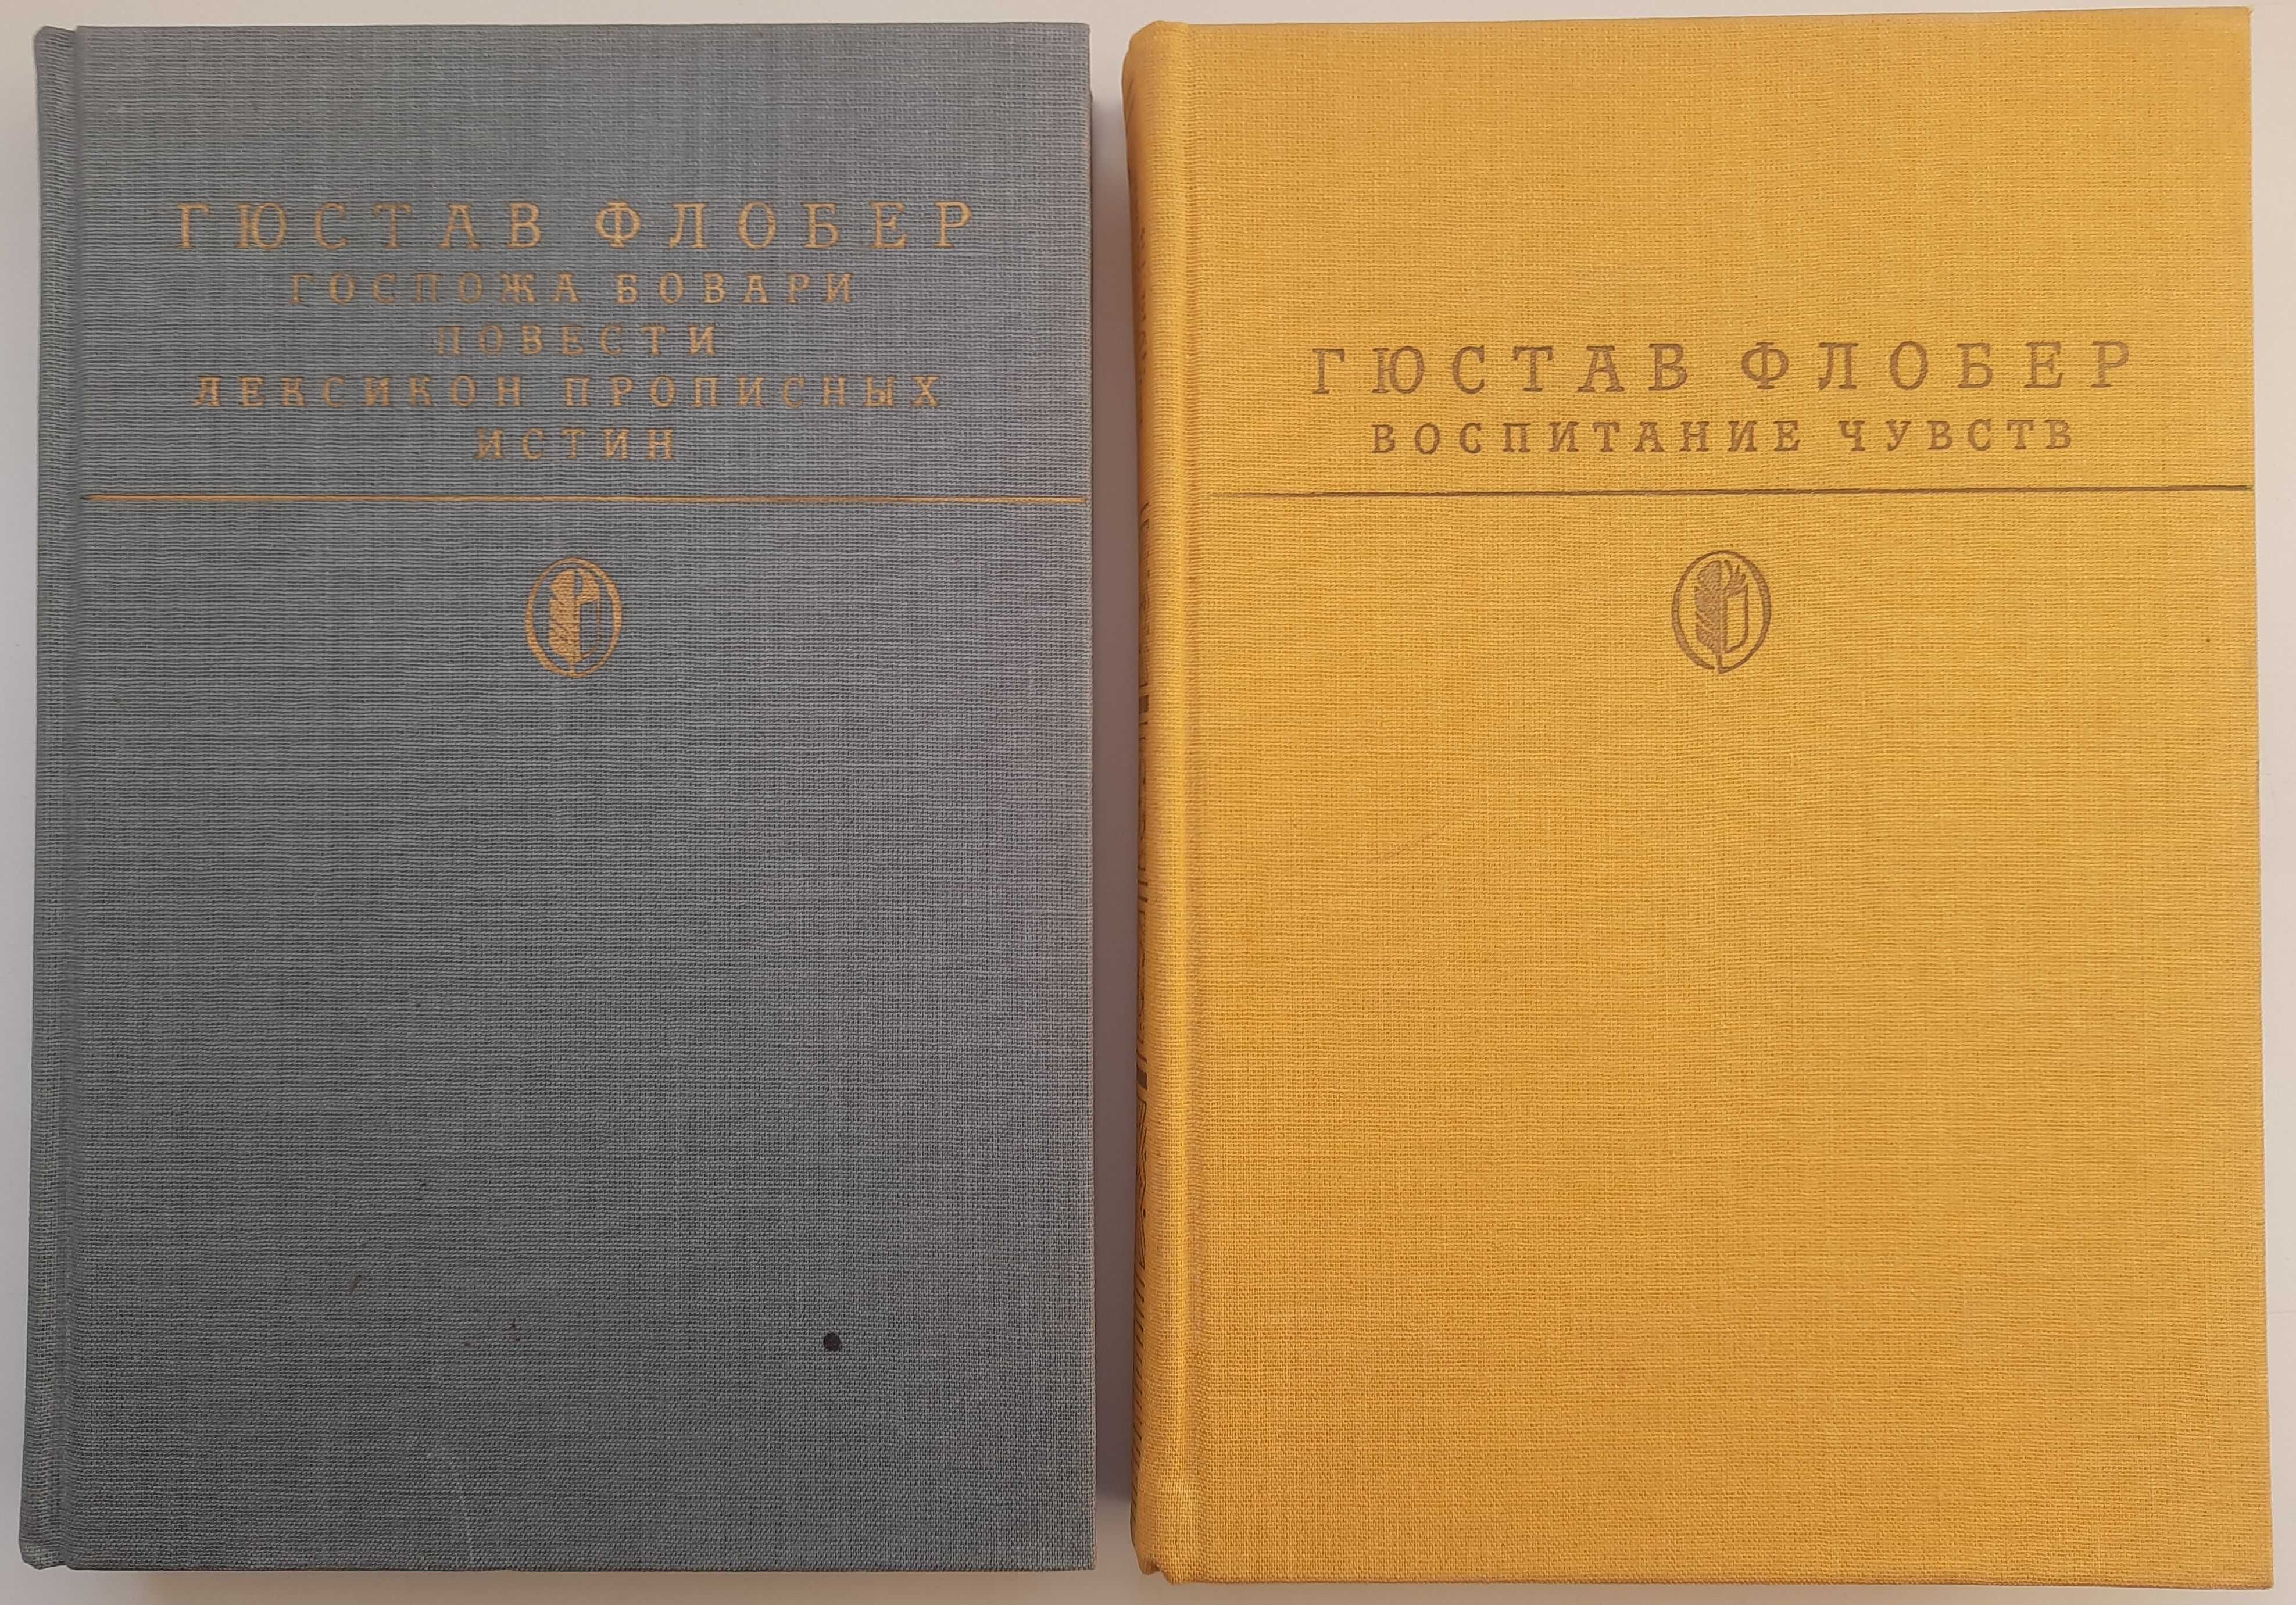 ГЮСТАВ ФЛОБЕР
ГОСПОЖА БОВАРИ
ПОВЕСТИ
ЛЕКСИКОН ПРОПИСНЫХ
ИСТИН
ГЮСТАВ ФЛОБЕР
ВОСПИТАНИЕ ЧУВСТВ